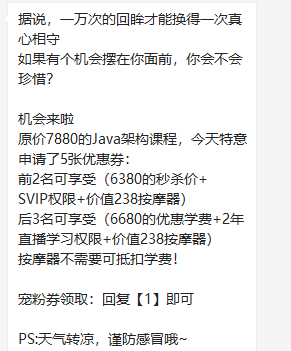 据说，一万次的回眸才能换得一次真
心相守
如果有个机会摆在你面前，你会不会
珍惜？
机会来啦
原价7880的Java架构课程，今天特意
申请了5张优惠券：
前2名可享受（6380的秒杀价+
SVIP权限+价值238按摩器）
后3名可享受（6680的优惠学费+2年
直播学习权限+价值238按摩器）
按摩器不需要可抵扣学费！
宠粉券领取：回复【1】即可
PS:天气转凉，谨防感冒哦~